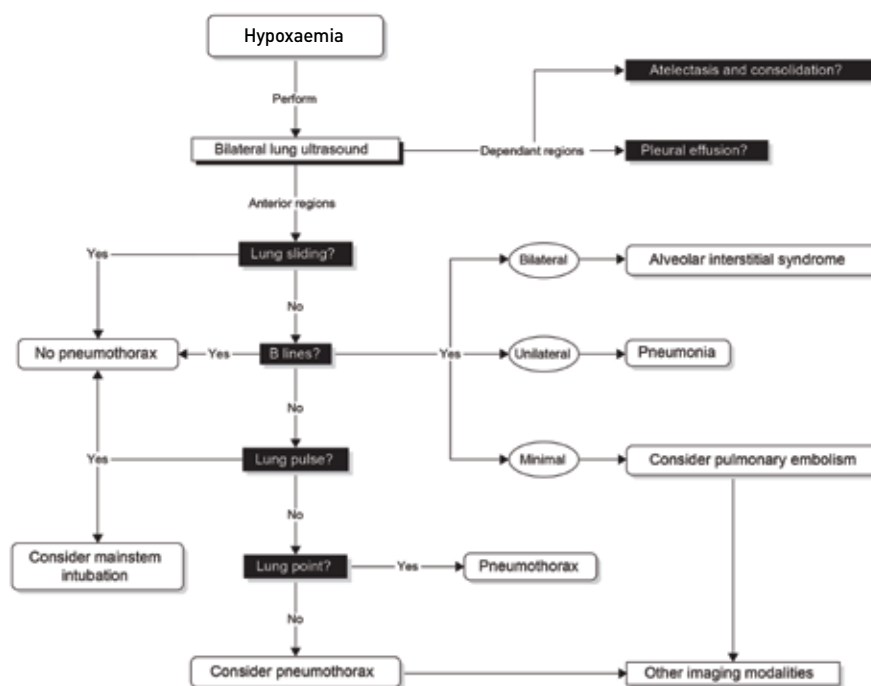 Hypoxaemia
Atelectasis and consolidation?
Perform
Bilateral lung ultrasound
Dependant regions
Pleural effusion?
Anterior regions
Yes
Lung sliding?
Bilateral
Alveolar interstitial syndrome
No
No pneumothorax
Yes
B lines?
Yes
Unilateral
Pneumonia
No
Yes
Lung pulse?
Minimal
Consider pulmonary embolism
No
Consider mainstem
intubation
Lung point?
Yes
Pneumothorax
No
Consider pneumothorax
Other imaging modalities